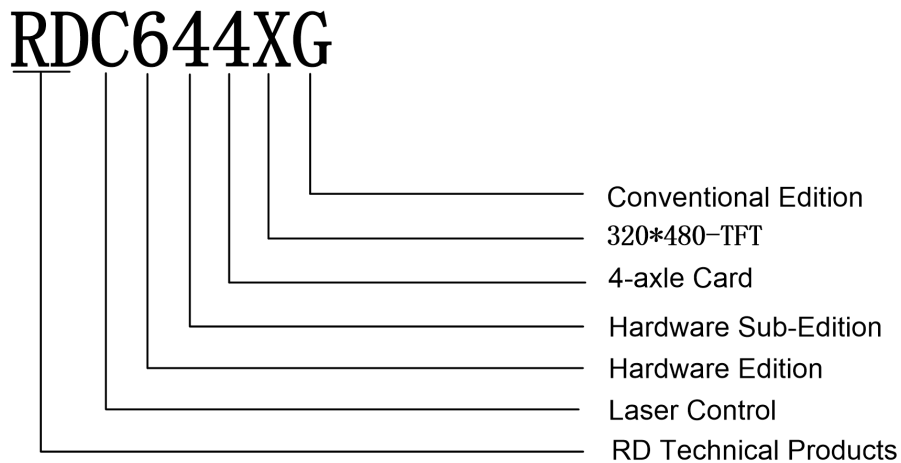 RDC644XG
Conventional Edition
320*480-TFT
4-axle Card
Hardware Sub-Edition
Hardware Edition
Laser Control
RD Technical Products